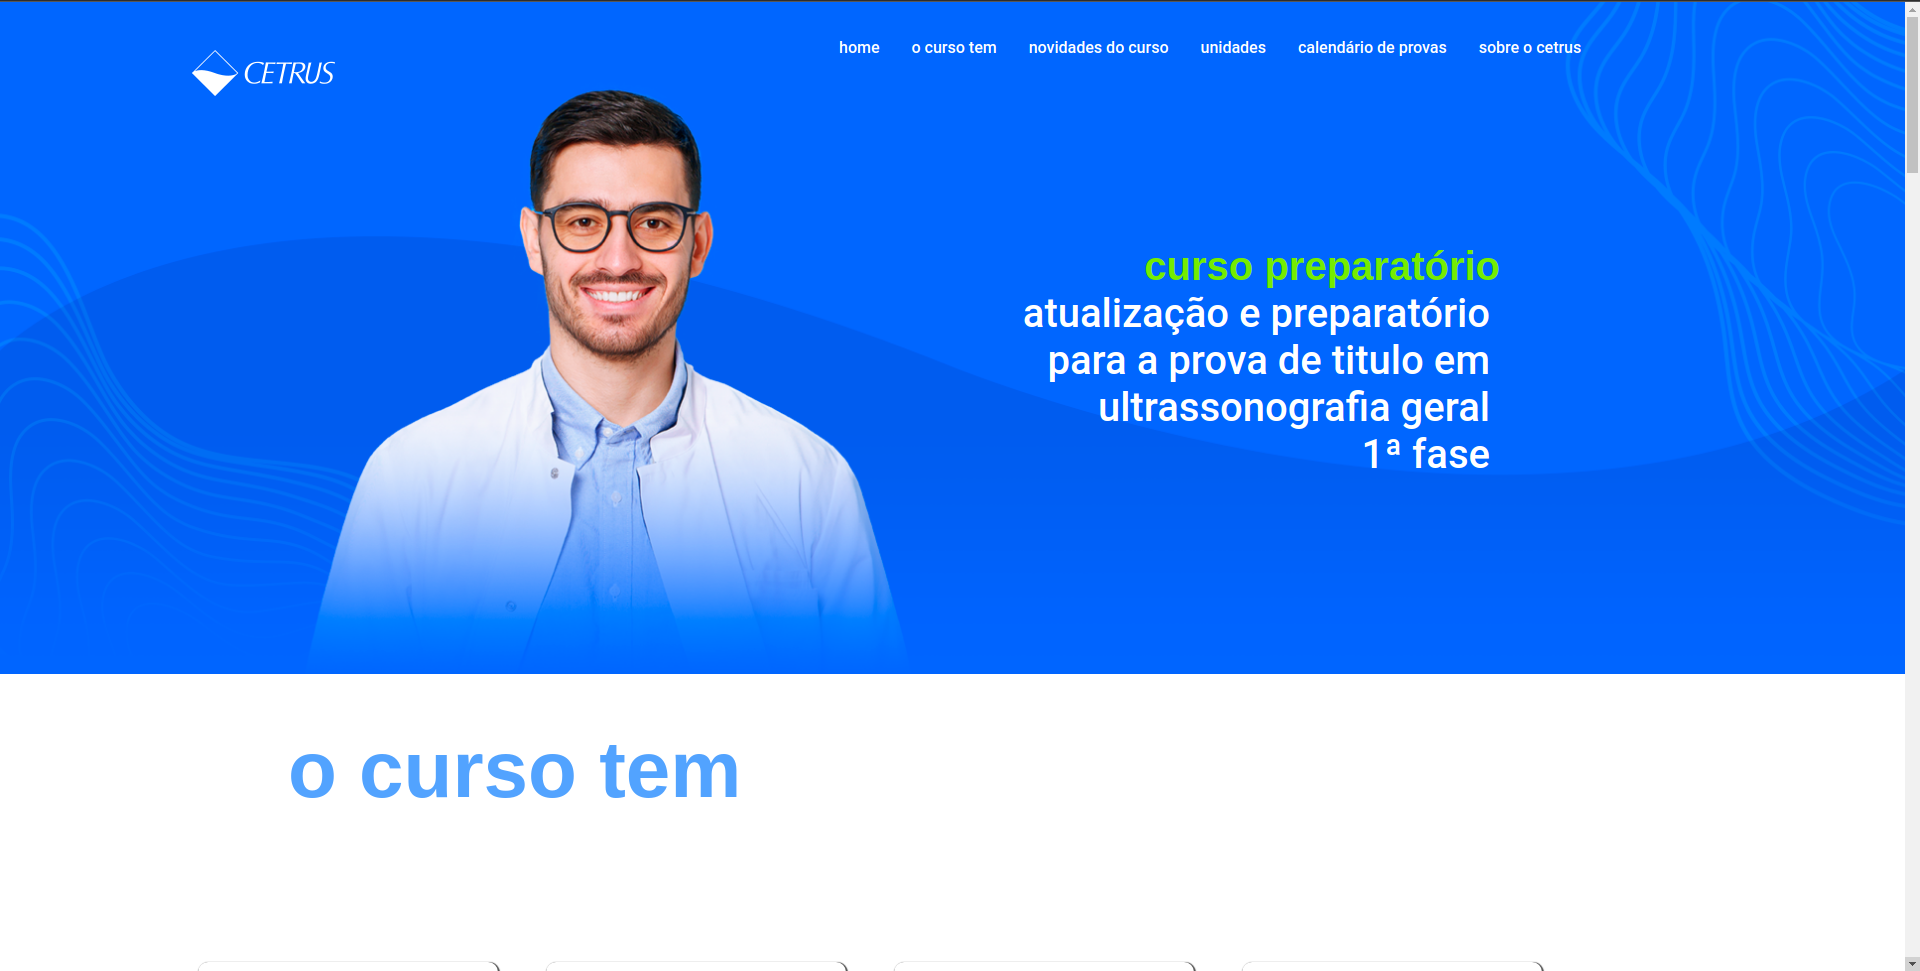 CETRUS
home o curso tem novidades do curso unidades calendário de provas sobre o cetrus
curso preparatório
atualização e preparatório
para a prova de titulo em
ultrassonografia geral
1ª fase
o curso tem